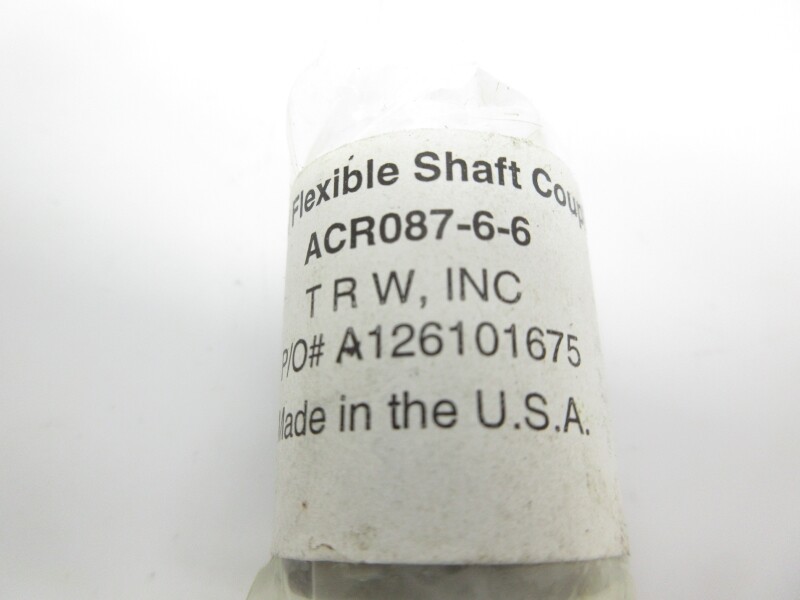 Flexible Shaft Coup
ACR087-6-6
T R W, INC
P/O# A126101675
Made in the U.S.A.